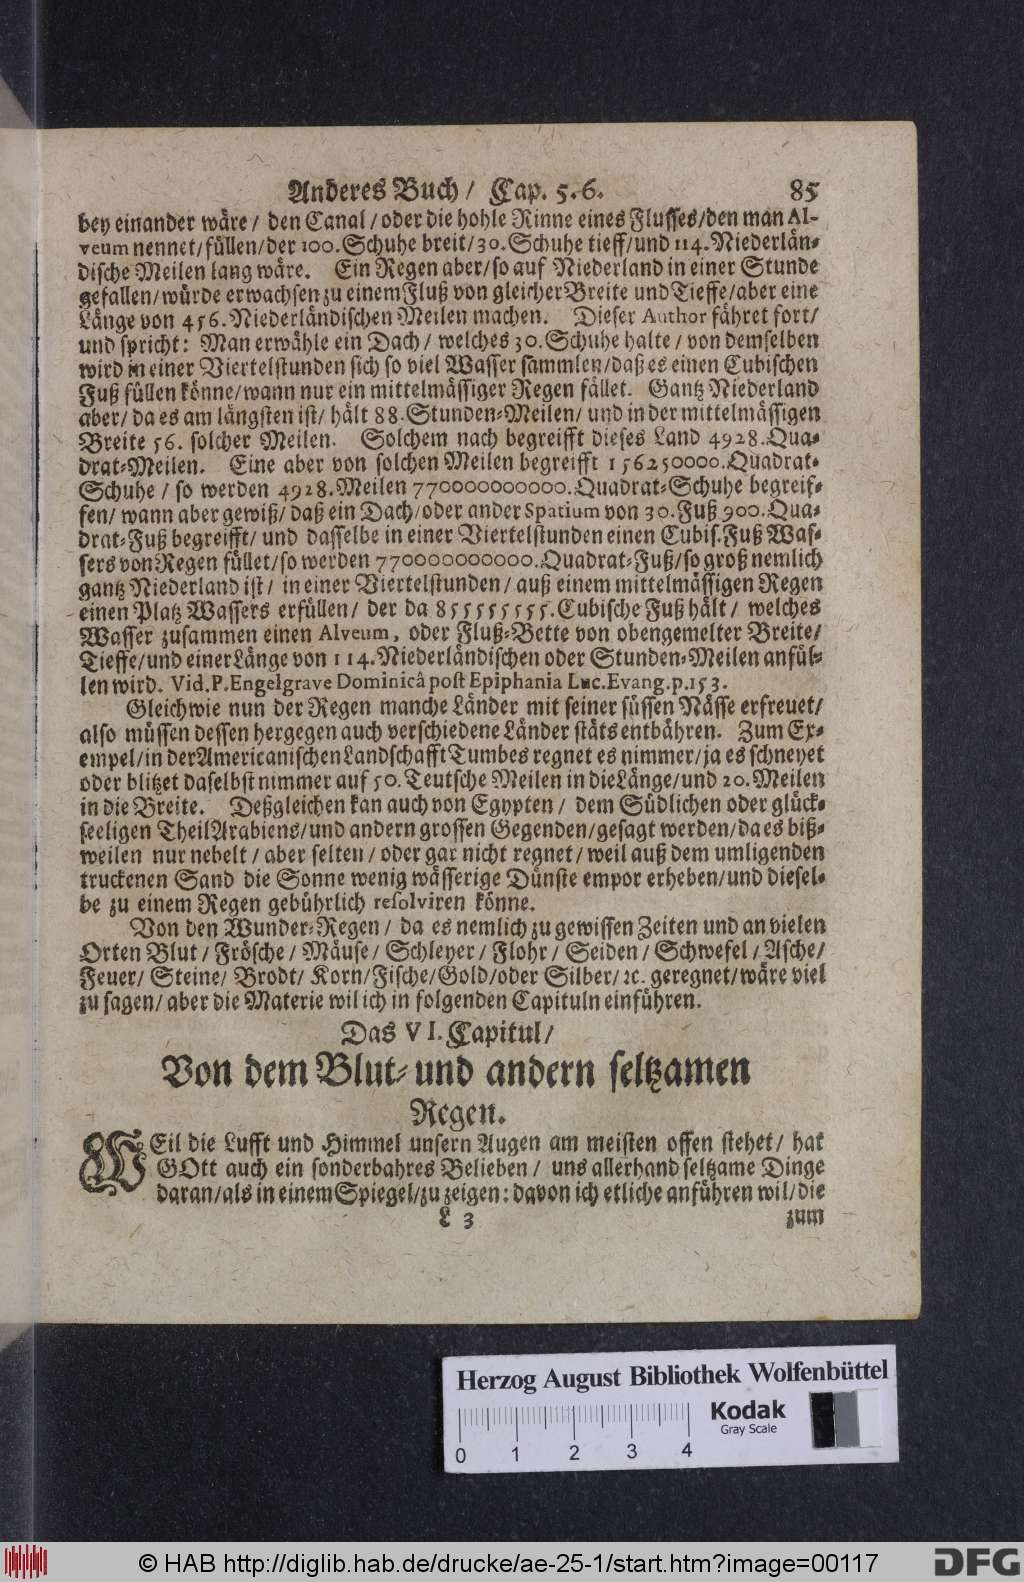 Anderes Buch / Cap. 5. 6. 85
bey einander wäre / den Canal / oder die hohle Rinne eines Flusses / den man Al-
veum nennet / füllen / der 100. Schuhe breit / 30. Schuhe tieff / und 114. Niederlän-
dische Meilen lang wäre. Ein Regen aber / so auf Niederland in einer Stunde
gefallen / würde erwachsen zu einem Fluß von gleicher Breite und Tieffe / aber eine
Länge von 456. Niederländischen Meilen machen. Dieser Author fähret fort /
und spricht: Man erwähle ein Dach / welches 30. Schuhe halte / von demselben
wird in einer Viertelstunden sich so viel Wasser sammlen / daß es einen Cubischen
Fuß füllen könne / wann nur ein mittelmässiger Regen fället. Gantz Niederland
aber / da es am längsten ist / hält 88. Stunden-Meilen / und in der mittelmässigen
Breite 56. solcher Meilen. Solchem nach begreifft dieses Land 4928. Qua-
drat-Meilen. Eine aber von solchen Meilen begreifft 156250000. Quadrat-
Schuhe / so werden 4928. Meilen 770000000000. Quadrat-Schuhe begreif-
fen / wann aber gewiß / daß ein Dach / oder ander Spatium von 30. Fuß 900. Qua-
drat-Fuß begreifft / und dasselbe in einer Viertelstunden einen Cubis. Fuß Was-
sers von Regen füllet / so werden 770000000000. Quadrat-Fuß / so groß nemlich
gantz Niederland ist / in einer Viertelstunden / auß einem mittelmässigen Regen
einen Platz Wassers erfüllen / der da 855555555. Cubische Fuß hält / welches
Wasser zusammen einen Alveum, oder Fluß-Bette von obengemelter Breite /
Tieffe / und einer Länge von 114. Niederländischen oder Stunden-Meilen anfül-
len wird. Vid. P. Engelgrave Dominicâ post Epiphania Luc. Evang. p. 153.
Gleichwie nun der Regen manche Länder mit seiner süssen Nässe erfreuet /
also müssen dessen hergegen auch verschiedene Länder stäts entbähren. Zum Ex-
empel / in der Americanischen Landschafft Tumbes regnet es nimmer / ja es schneyet
oder blitzet daselbst nimmer auf 50. Teutsche Meilen in die Länge / und 20. Meilen
in die Breite. Deßgleichen kan auch von Egypten / dem Südlichen oder glück-
seeligen Theil Arabiens / und andern grossen Gegenden / gesagt werden / da es biß-
weilen nur nebelt / aber selten / oder gar nicht regnet / weil auß dem umligenden
truckenen Sand die Sonne wenig wässerige Dünste empor erheben / und diesel-
be zu einem Regen gebührlich resolviren könne.
Von den Wunder-Regen / da es nemlich zu gewissen Zeiten und an vielen
Orten Blut / Frösche / Mäuse / Schleyer / Flohr / Seiden / Schwefel / Asche /
Feuer / Steine / Brodt / Korn / Fische / Gold / oder Silber / ꝛc. geregnet / wäre viel
zu sagen / aber die Materie wil ich in folgenden Capituln einführen.
Das VI. Capitul /
Von dem Blut- und andern seltzamen
Regen.
WEil die Lufft und Himmel unsern Augen am meisten offen stehet / hat
GOtt auch ein sonderbahres Belieben / uns allerhand seltzame Dinge
daran / als in einem Spiegel / zu zeigen: davon ich etliche anführen wil / die
L 3 zum
Herzog August Bibliothek Wolfenbüttel
Kodak
Gray Scale
0 1 2 3 4
© HAB http://diglib.hab.de/drucke/ae-25-1/start.htm?image=00117
DFG